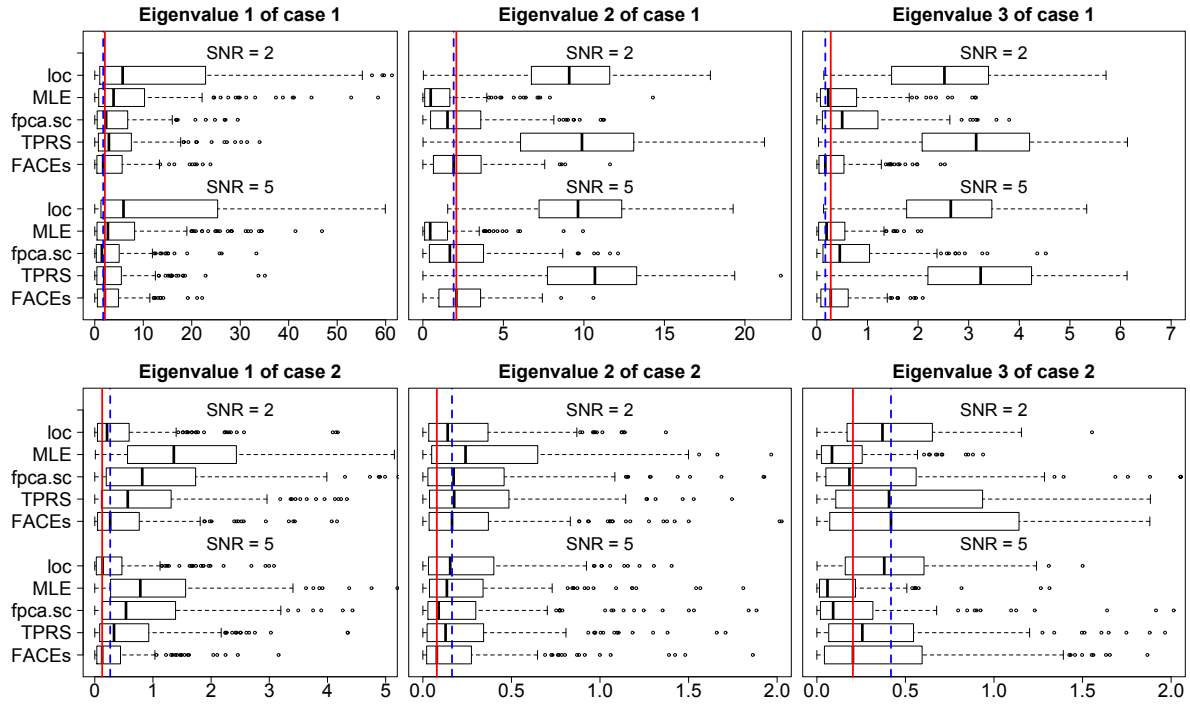 Eigenvalue 1 of case 1
Eigenvalue 2 of case 1
Eigenvalue 3 of case 1
SNR = 2
SNR = 2
SNR = 2
loc
MLE
fpca.sc
TPRS
FACEs
SNR = 5
SNR = 5
SNR = 5
loc
MLE
fpca.sc
TPRS
FACEs
0 10 20 30 40 50 60
0 5 10 15 20
0 1 2 3 4 5 6 7
Eigenvalue 1 of case 2
Eigenvalue 2 of case 2
Eigenvalue 3 of case 2
SNR = 2
SNR = 2
SNR = 2
loc
MLE
fpca.sc
TPRS
FACEs
SNR = 5
SNR = 5
SNR = 5
loc
MLE
fpca.sc
TPRS
FACEs
0 1 2 3 4 5
0.0 0.5 1.0 1.5 2.0
0.0 0.5 1.0 1.5 2.0